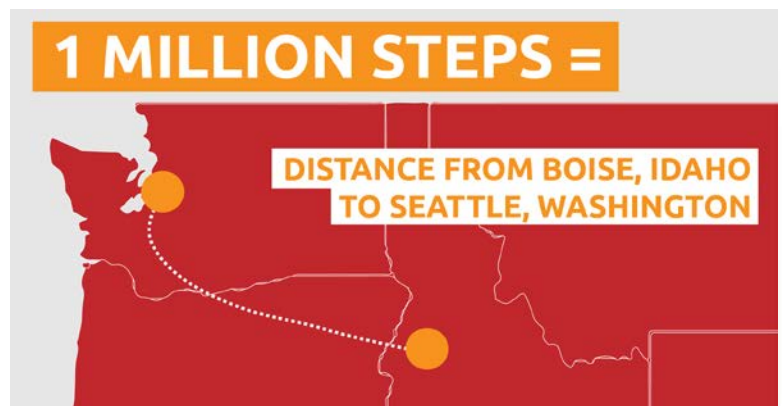 1 MILLION STEPS =
DISTANCE FROM BOISE, IDAHO
TO SEATTLE, WASHINGTON